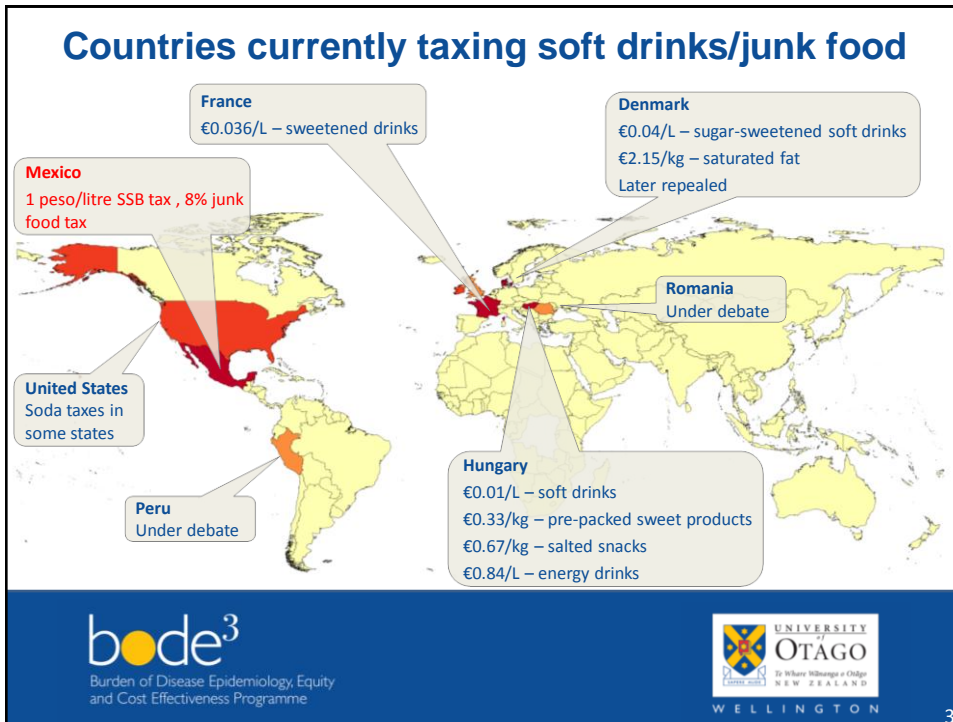 Countries currently taxing soft drinks/junk food
France
€0.036/L – sweetened drinks
Denmark
€0.04/L – sugar-sweetened soft drinks
€2.15/kg – saturated fat
Later repealed
Mexico
1 peso/litre SSB tax , 8% junk
food tax
Romania
Under debate
United States
Soda taxes in
some states
Hungary
€0.01/L – soft drinks
€0.33/kg – pre-packed sweet products
€0.67/kg – salted snacks
€0.84/L – energy drinks
Peru
Under debate
bode3
Burden of Disease Epidemiology, Equity
and Cost Effectiveness Programme
UNIVERSITY
of
OTAGO
Te Whare Wānanga o Otāgo
NEW ZEALAND
SAPERE AUDE
WELLINGTON
3